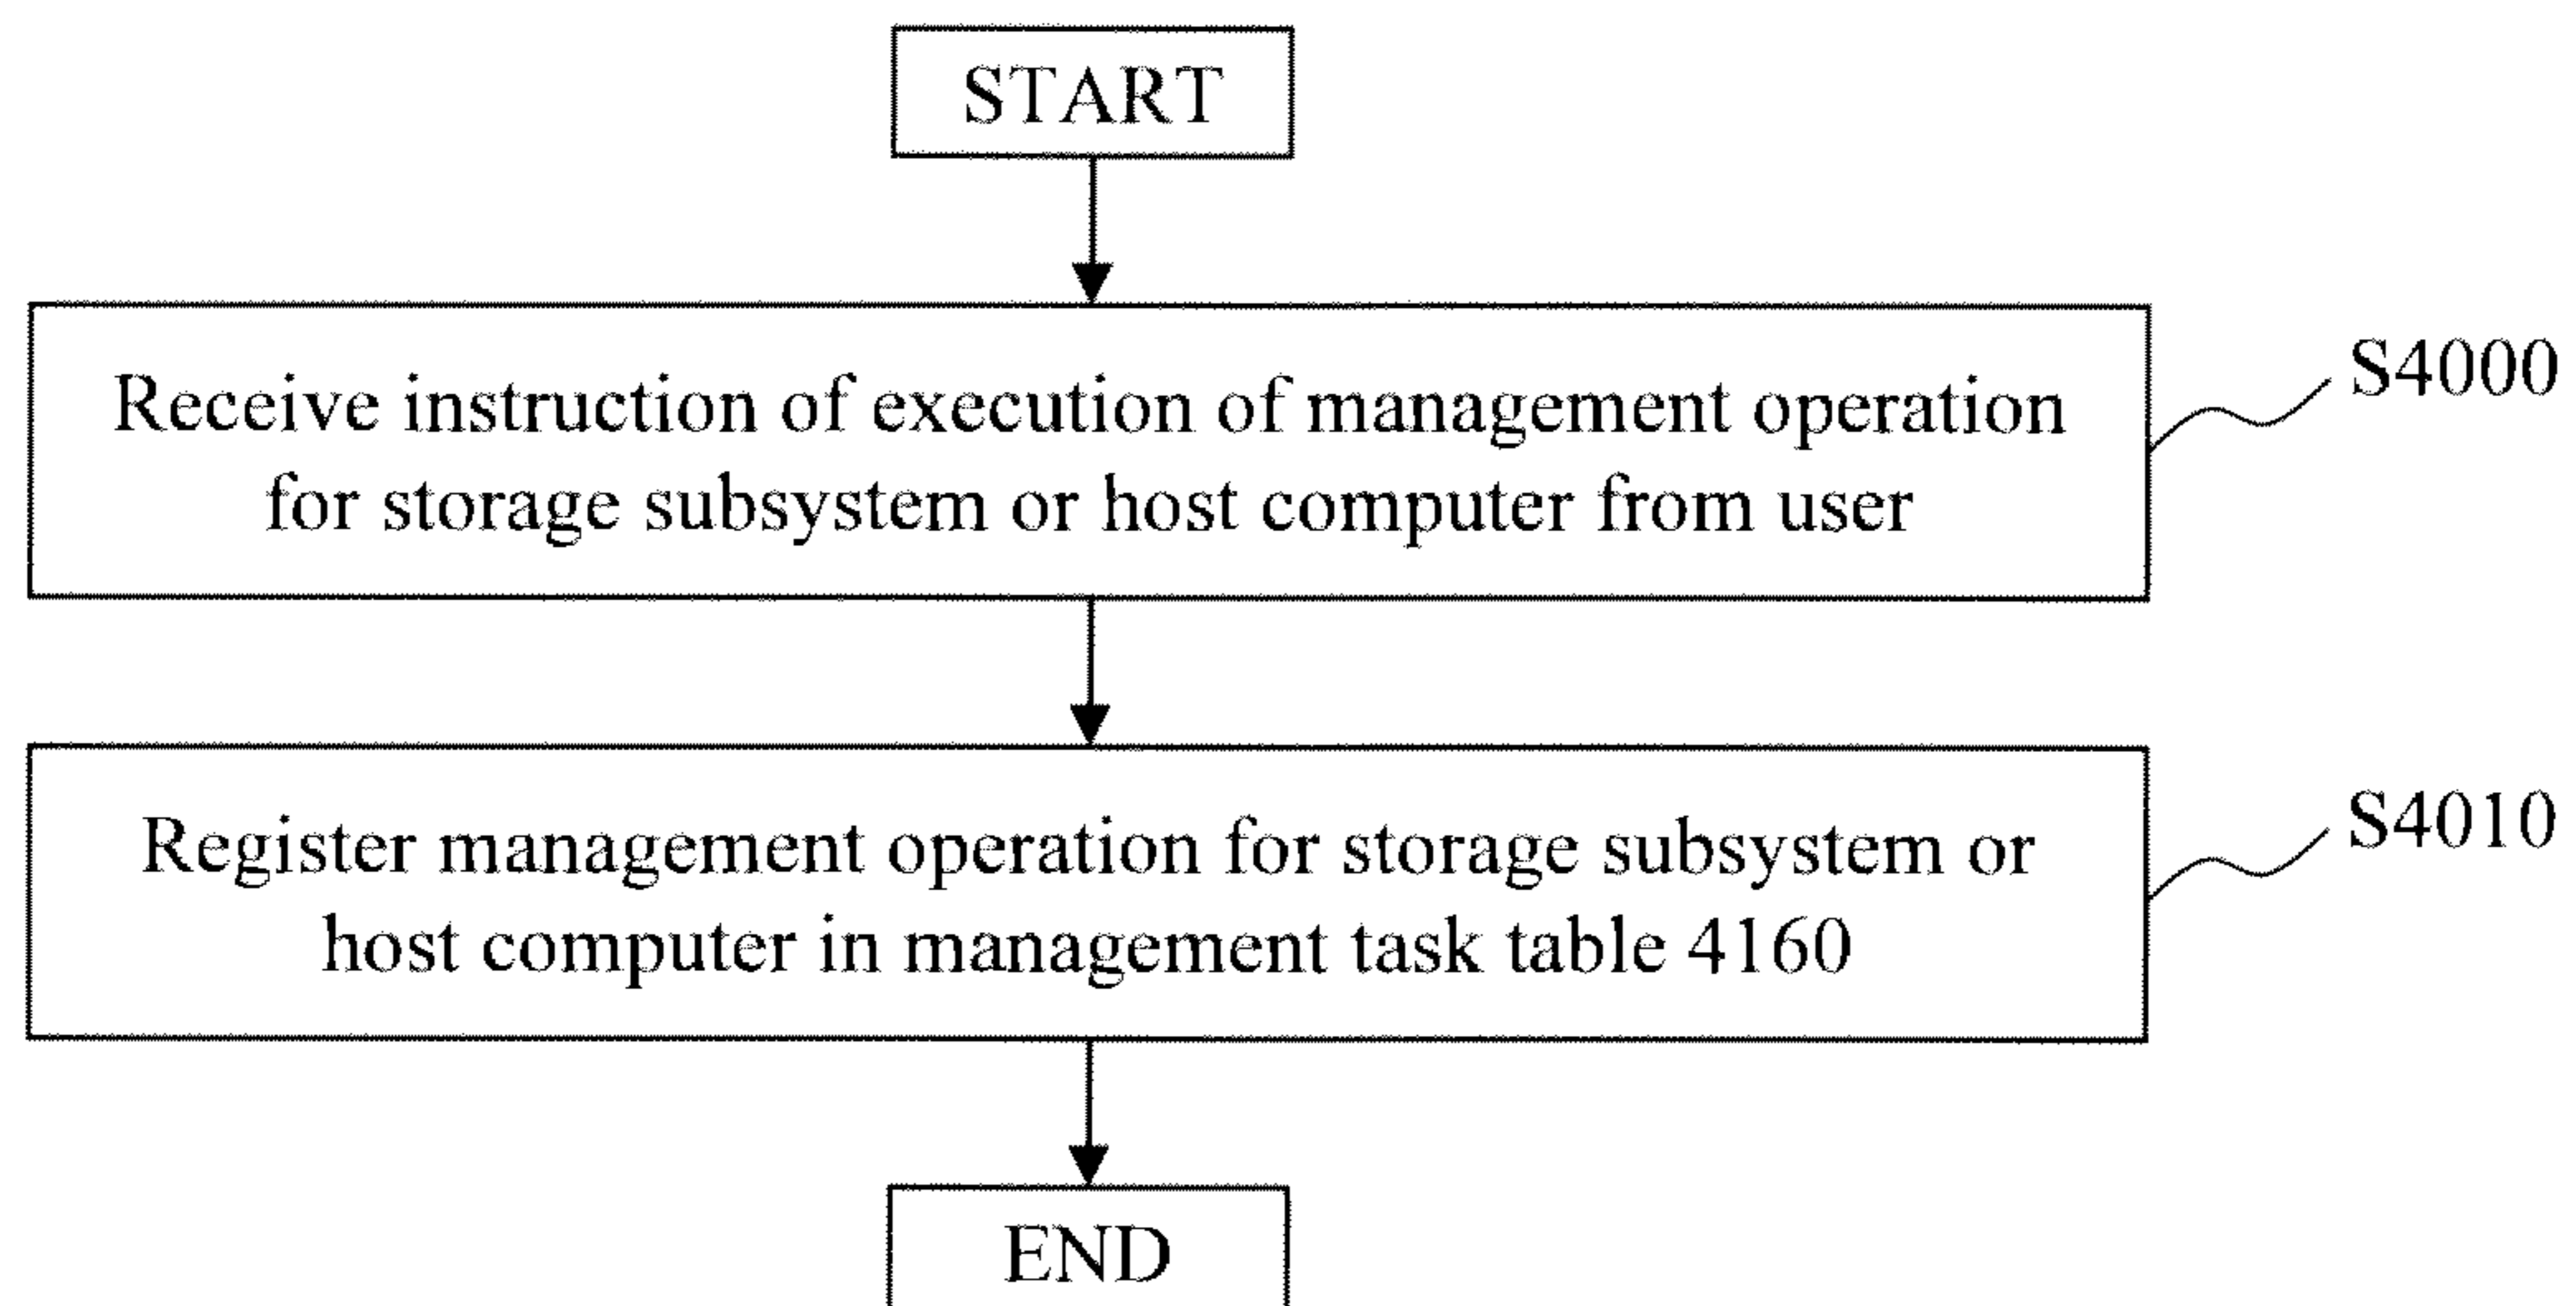 START
Receive instruction of execution of management operation
for storage subsystem or host computer from user
S4000
Register management operation for storage subsystem or
host computer in management task table 4160
S4010
END